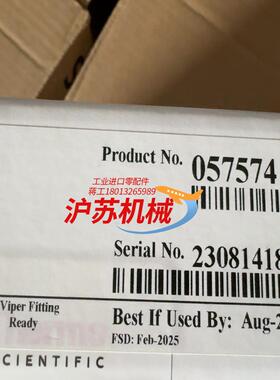 Product No. 057574
工业进口零配件
蒋工18013265989
沪苏机械
Serial No. 23081418
Viper Fitting
Ready
Best If Used By: Aug-2
FSD: Feb-2025
CIENTIFIC